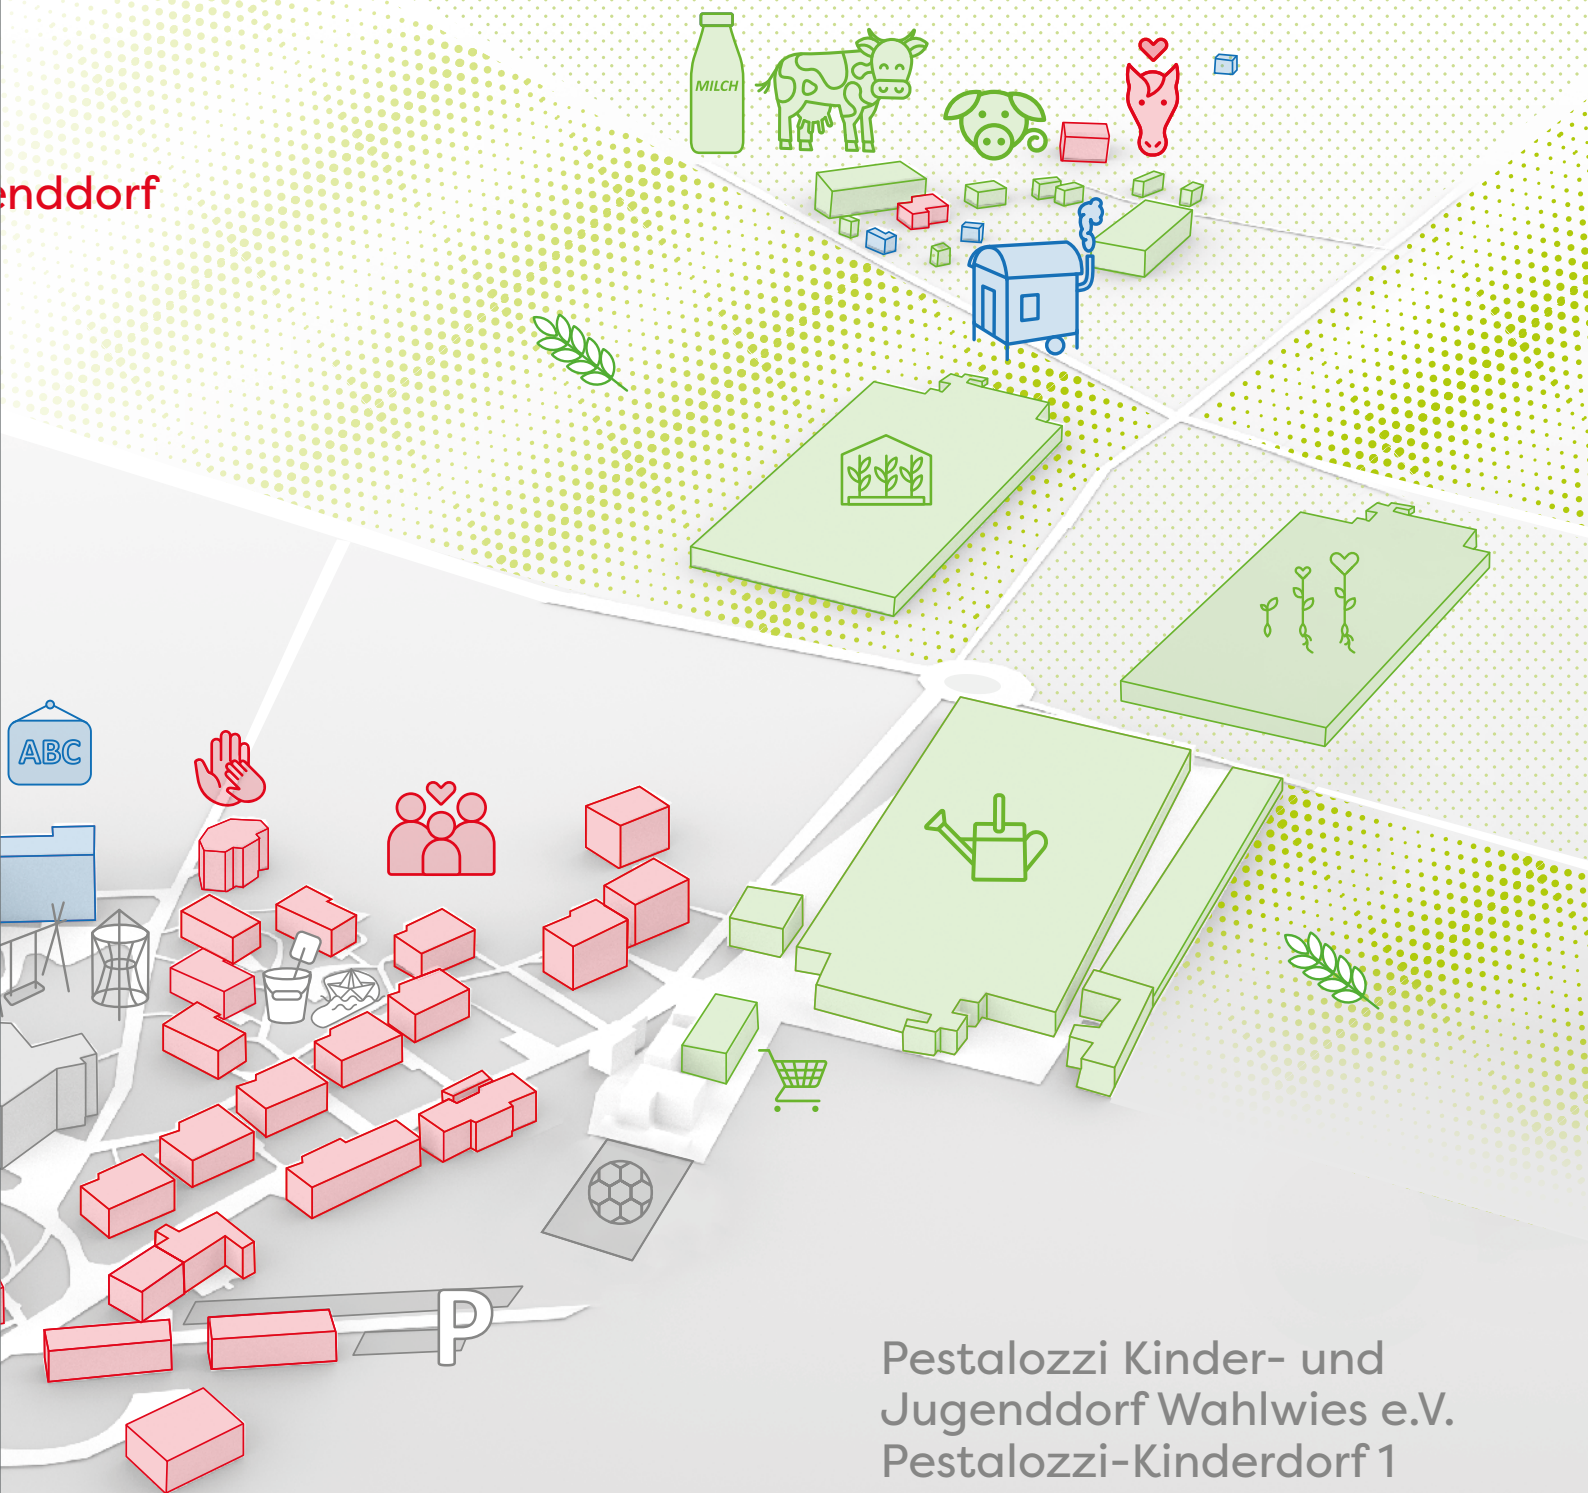 MILCH
enddorf
ABC
P
Pestalozzi Kinder- und
Jugenddorf Wahlwies e.V.
Pestalozzi-Kinderdorf 1